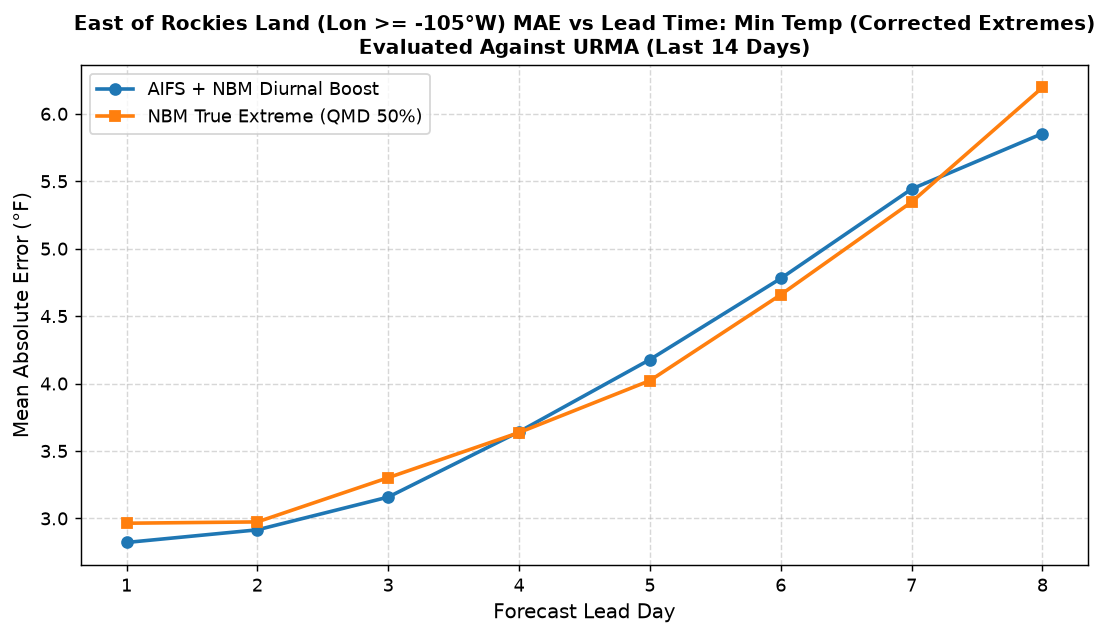 East of Rockies Land (Lon >= -105°W) MAE vs Lead Time: Min Temp (Corrected Extremes)
Evaluated Against URMA (Last 14 Days)
AIFS + NBM Diurnal Boost
NBM True Extreme (QMD 50%)
Mean Absolute Error (°F)
6.0
5.5
5.0
4.5
4.0
3.5
3.0
1 2 3 4 5 6 7 8
Forecast Lead Day